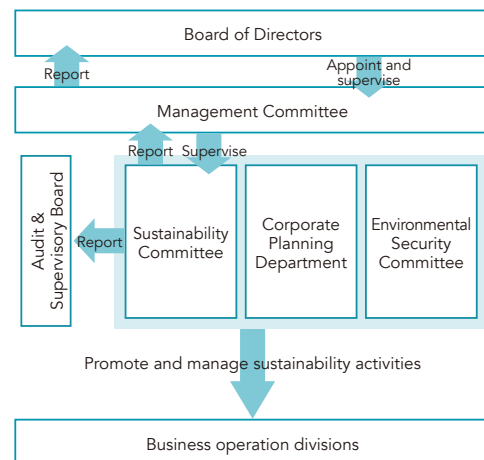 Board of Directors
Report
Appoint and
supervise
Management Committee
Report
Supervise
Audit &
Supervisory Board
Report
Sustainability
Committee
Corporate
Planning
Department
Environmental
Security
Committee
Promote and manage sustainability activities
Business operation divisions